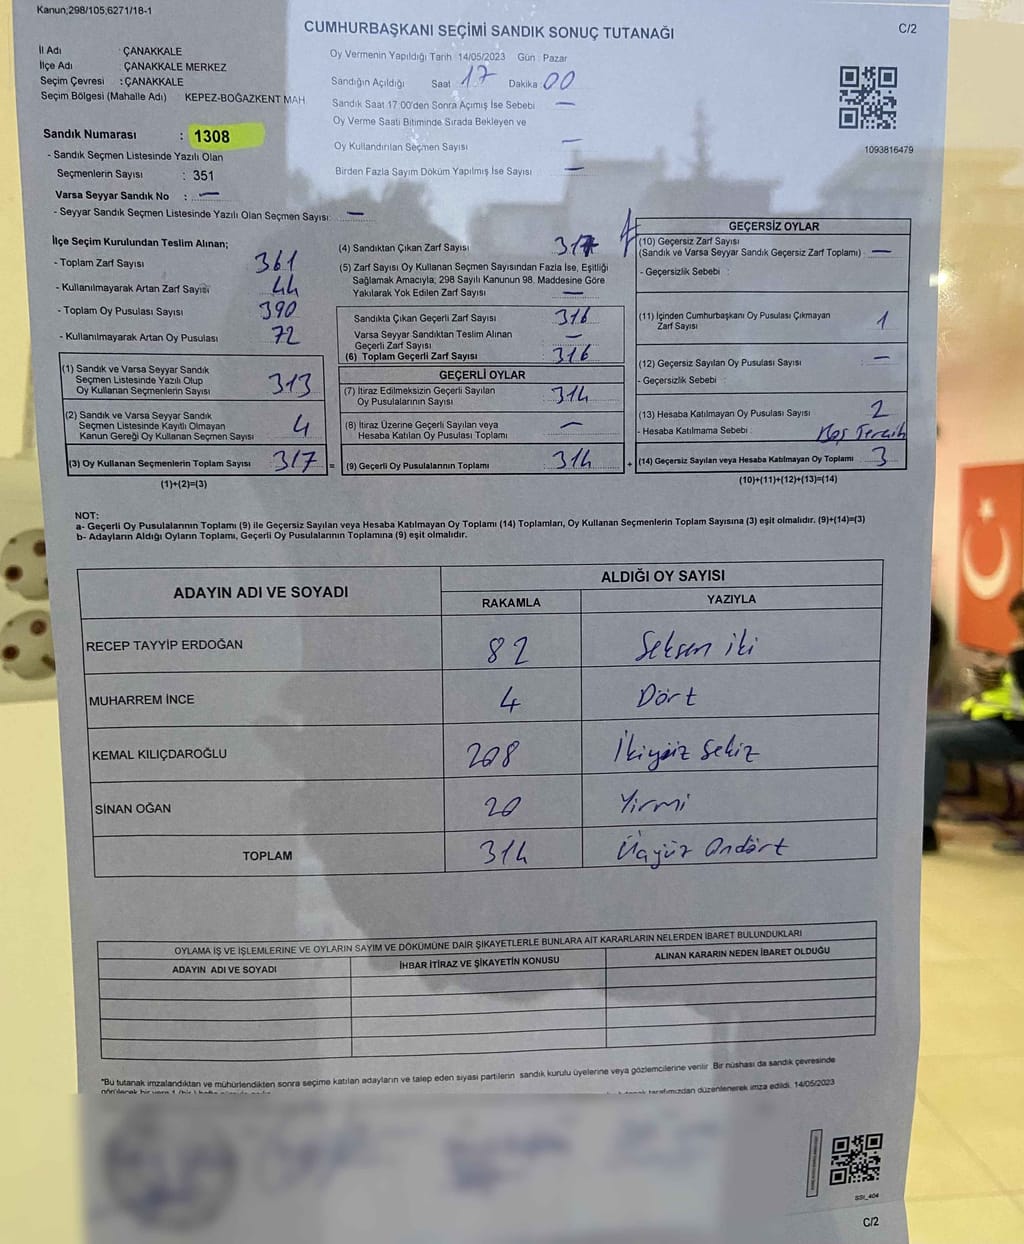 Kanun;298/105,6271/18-1
CUMHURBAŞKANI SEÇİMİ SANDIK SONUÇ TUTANAĞI
C/2
İl Adı : ÇANAKKALE
İlçe Adı : ÇANAKKALE MERKEZ
Seçim Çevresi : ÇANAKKALE
Seçim Bölgesi (Mahalle Adı) KEPEZ-BOĞAZKENT MAH
Sandık Numarası : 1308
- Sandık Seçmen Listesinde Yazılı Olan
Seçmenlerin Sayısı : 351
Varsa Seyyar Sandık No : —
- Seyyar Sandık Seçmen Listesinde Yazılı Olan Seçmen Sayısı: —
Oy Vermenin Yapıldığı Tarih 14/05/2023 Gün Pazar
Sandığın Açıldığı Saat 17 Dakika 00
Sandık Saat 17 00'den Sonra Açımış İse Sebebi —
Oy Verme Saati Bitiminde Sırada Bekleyen ve
Oy Kullandırılan Seçmen Sayısı —
Birden Fazla Sayım Döküm Yapılmış İse Sayısı —
1093816479
İlçe Seçim Kurulundan Teslim Alınan;
- Toplam Zarf Sayısı 361
- Kullanılmayarak Artan Zarf Sayısı 44
- Toplam Oy Pusulası Sayısı 390
- Kullanılmayarak Artan Oy Pusulası 72
(1) Sandık ve Varsa Seyyar Sandık
Seçmen Listesinde Yazılı Olup
Oy Kullanan Seçmenlerin Sayısı 313
(2) Sandık ve Varsa Seyyar Sandık
Seçmen Listesinde Kayıtlı Olmayan
Kanun Gereği Oy Kullanan Seçmen Sayısı 4
(3) Oy Kullanan Seçmenlerin Toplam Sayısı 317 =
(1)+(2)=(3)
(4) Sandıktan Çıkan Zarf Sayısı 317
(5) Zarf Sayısı Oy Kullanan Seçmen Sayısından Fazla İse, Eşitliği
Sağlamak Amacıyla; 298 Sayılı Kanunun 98. Maddesine Göre
Yakılarak Yok Edilen Zarf Sayısı —
Sandıkta Çıkan Geçerli Zarf Sayısı 316
Varsa Seyyar Sandıktan Teslim Alınan
Geçerli Zarf Sayısı —
(6) Toplam Geçerli Zarf Sayısı 316
GEÇERLİ OYLAR
(7) İtiraz Edilmeksizin Geçerli Sayılan
Oy Pusulalarının Sayısı 314
(8) İtiraz Üzerine Geçerli Sayılan veya
Hesaba Katılan Oy Pusulası Toplamı —
(9) Geçerli Oy Pusulalarının Toplamı 314 +
GEÇERSİZ OYLAR
(10) Geçersiz Zarf Sayısı
(Sandık ve Varsa Seyyar Sandık Geçersiz Zarf Toplamı) : —
- Geçersizlik Sebebi :
(11) İçinden Cumhurbaşkanı Oy Pusulası Çıkmayan
Zarf Sayısı 1
(12) Geçersiz Sayılan Oy Pusulası Sayısı —
- Geçersizlik Sebebi :
(13) Hesaba Katılmayan Oy Pusulası Sayısı 2
- Hesaba Katılmama Sebebi : Boş Tercih
(14) Geçersiz Sayılan veya Hesaba Katılmayan Oy Toplamı 3
(10)+(11)+(12)+(13)=(14)
NOT:
a- Geçerli Oy Pusulalarının Toplamı (9) ile Geçersiz Sayılan veya Hesaba Katılmayan Oy Toplamı (14) Toplamları, Oy Kullanan Seçmenlerin Toplam Sayısına (3) eşit olmalıdır. (9)+(14)=(3)
b- Adayların Aldığı Oyların Toplamı, Geçerli Oy Pusulalarının Toplamına (9) eşit olmalıdır.
ADAYIN ADI VE SOYADI ALDIĞI OY SAYISI
RAKAMLA YAZIYLA
RECEP TAYYİP ERDOĞAN 82 Seksen iki
MUHARREM İNCE 4 Dört
KEMAL KILIÇDAROĞLU 208 İkiyüz Sekiz
SİNAN OĞAN 20 Yirmi
TOPLAM 314 Üçyüz Ondört
OYLAMA İŞ VE İŞLEMLERİNE VE OYLARIN SAYIM VE DÖKÜMÜNE DAİR ŞİKAYETLERLE BUNLARA AİT KARARLARIN NELERDEN İBARET BULUNDUKLARI
ADAYIN ADI VE SOYADI İHBAR İTİRAZ VE ŞİKAYETİN KONUSU ALINAN KARARIN NEDEN İBARET OLDUĞU
*Bu tutanak imzalandıktan ve mühürlendikten sonra seçime katılan adayların ve talep eden siyasi partilerin sandık kurulu üyelerine veya gözlemcilerine verilir. Bir nüshası da sandık çevresinde
tarafımızdan düzenlenerek imza edildi. 14/05/2023
SSI_404
C/2